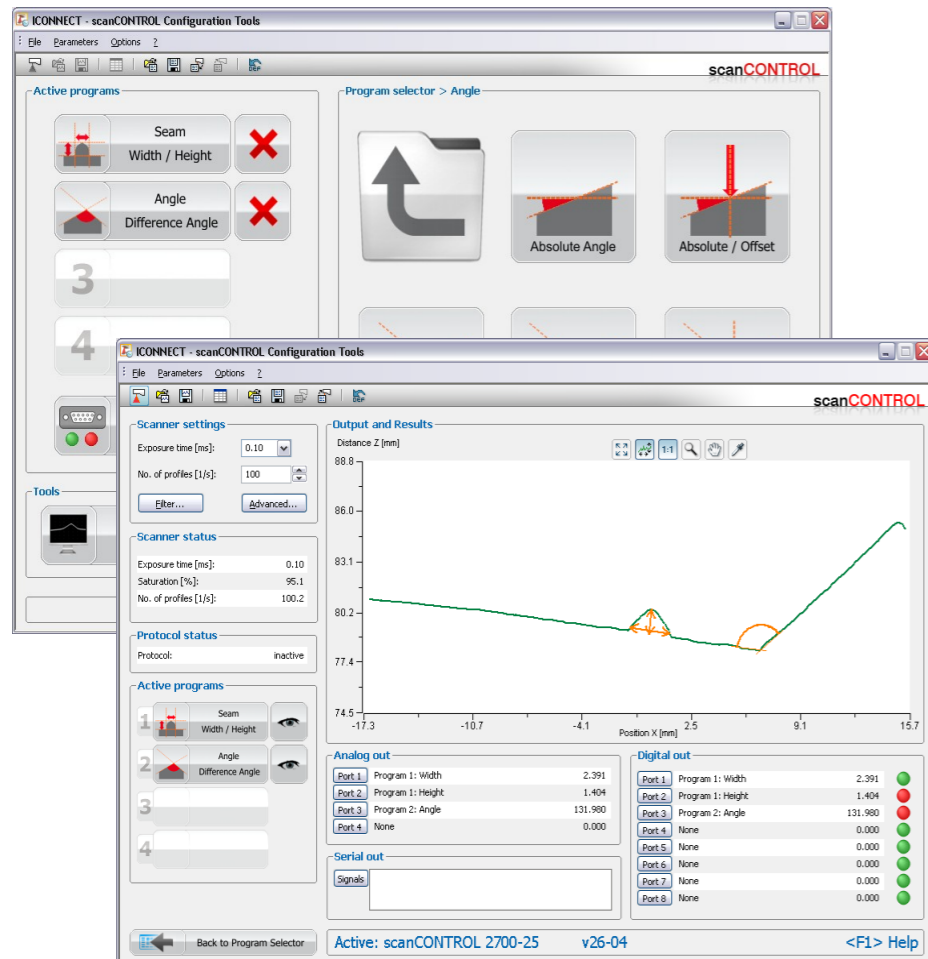 ICONNECT - scanCONTROL Configuration Tools
File Parameters Options ?
scanCONTROL
Active programs
Seam
Width / Height
Angle
Difference Angle
3
4
Tools
Program selector > Angle
Absolute Angle
Absolute / Offset
ICONNECT - scanCONTROL Configuration Tools
File Parameters Options ?
scanCONTROL
Scanner settings
Exposure time [ms]: 0.10
No. of profiles [1/s]: 100
Filter... Advanced...
Scanner status
Exposure time [ms]: 0.10
Saturation [%]: 95.1
No. of profiles [1/s]: 100.2
Protocol status
Protocol: inactive
Active programs
1 Seam
Width / Height
2 Angle
Difference Angle
3
4
Back to Program Selector
Output and Results
Distance Z [mm]
1:1
88.8
86.0
83.1
80.2
77.4
74.5
-17.3 -10.7 -4.1 2.5 9.1 15.7
Position X [mm]
Analog out
Port 1 Program 1: Width 2.391
Port 2 Program 1: Height 1.404
Port 3 Program 2: Angle 131.980
Port 4 None 0.000
Serial out
Signals
Digital out
Port 1 Program 1: Width 2.391
Port 2 Program 1: Height 1.404
Port 3 Program 2: Angle 131.980
Port 4 None 0.000
Port 5 None 0.000
Port 6 None 0.000
Port 7 None 0.000
Port 8 None 0.000
Active: scanCONTROL 2700-25 v26-04 <F1> Help